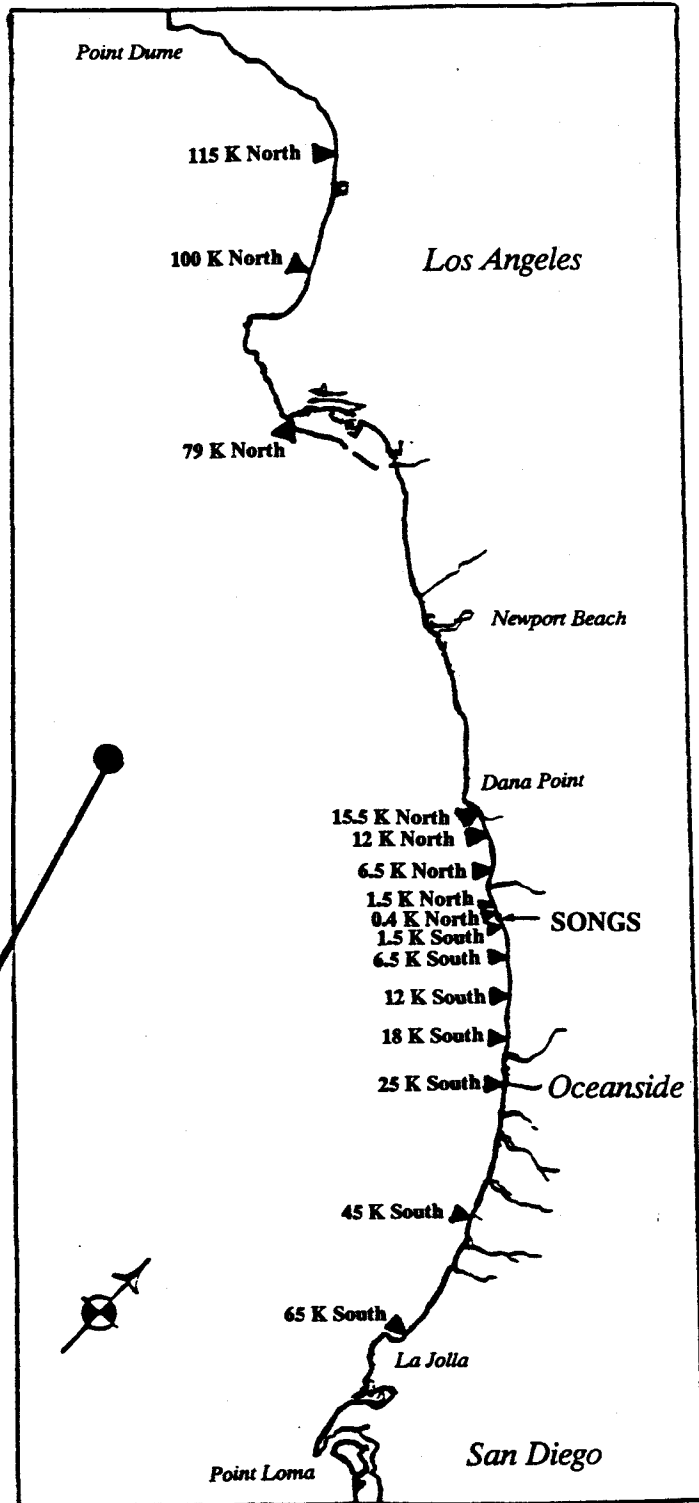 Point Dume
115 K North
100 K North
Los Angeles
79 K North
Newport Beach
Dana Point
15.5 K North
12 K North
6.5 K North
1.5 K North
0.4 K North
SONGS
1.5 K South
6.5 K South
12 K South
18 K South
25 K South
Oceanside
45 K South
65 K South
La Jolla
San Diego
Point Loma